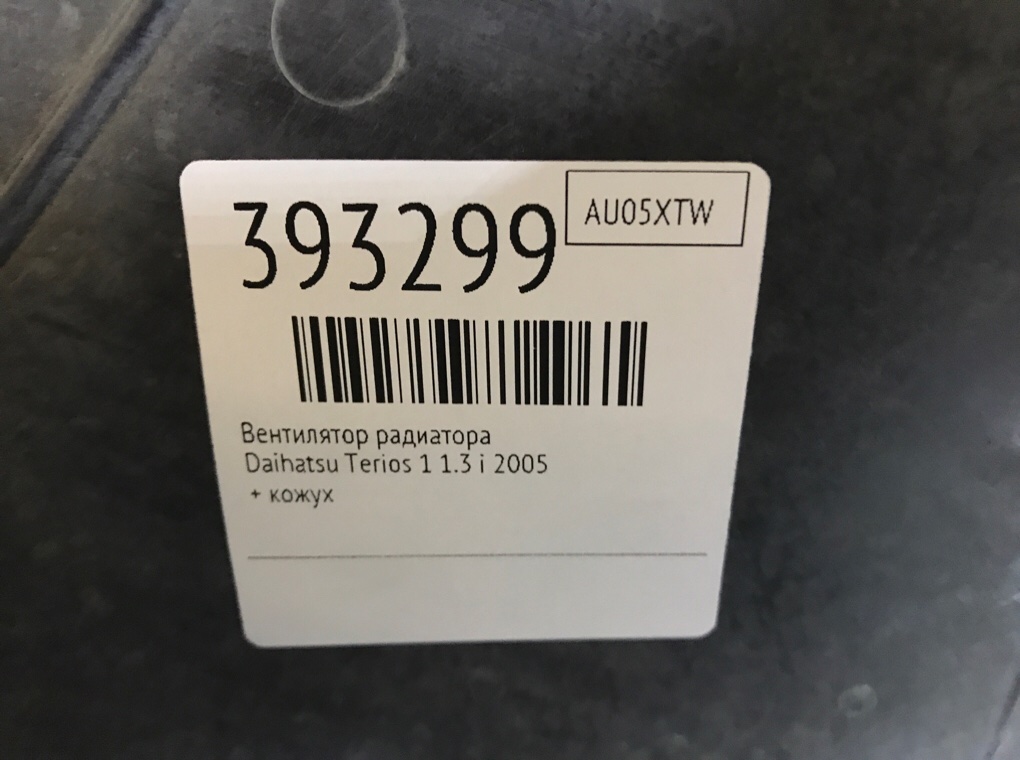 393299
AU05XTW
Вентилятор радиатора
Daihatsu Terios 1 1.3 i 2005
+ кожух